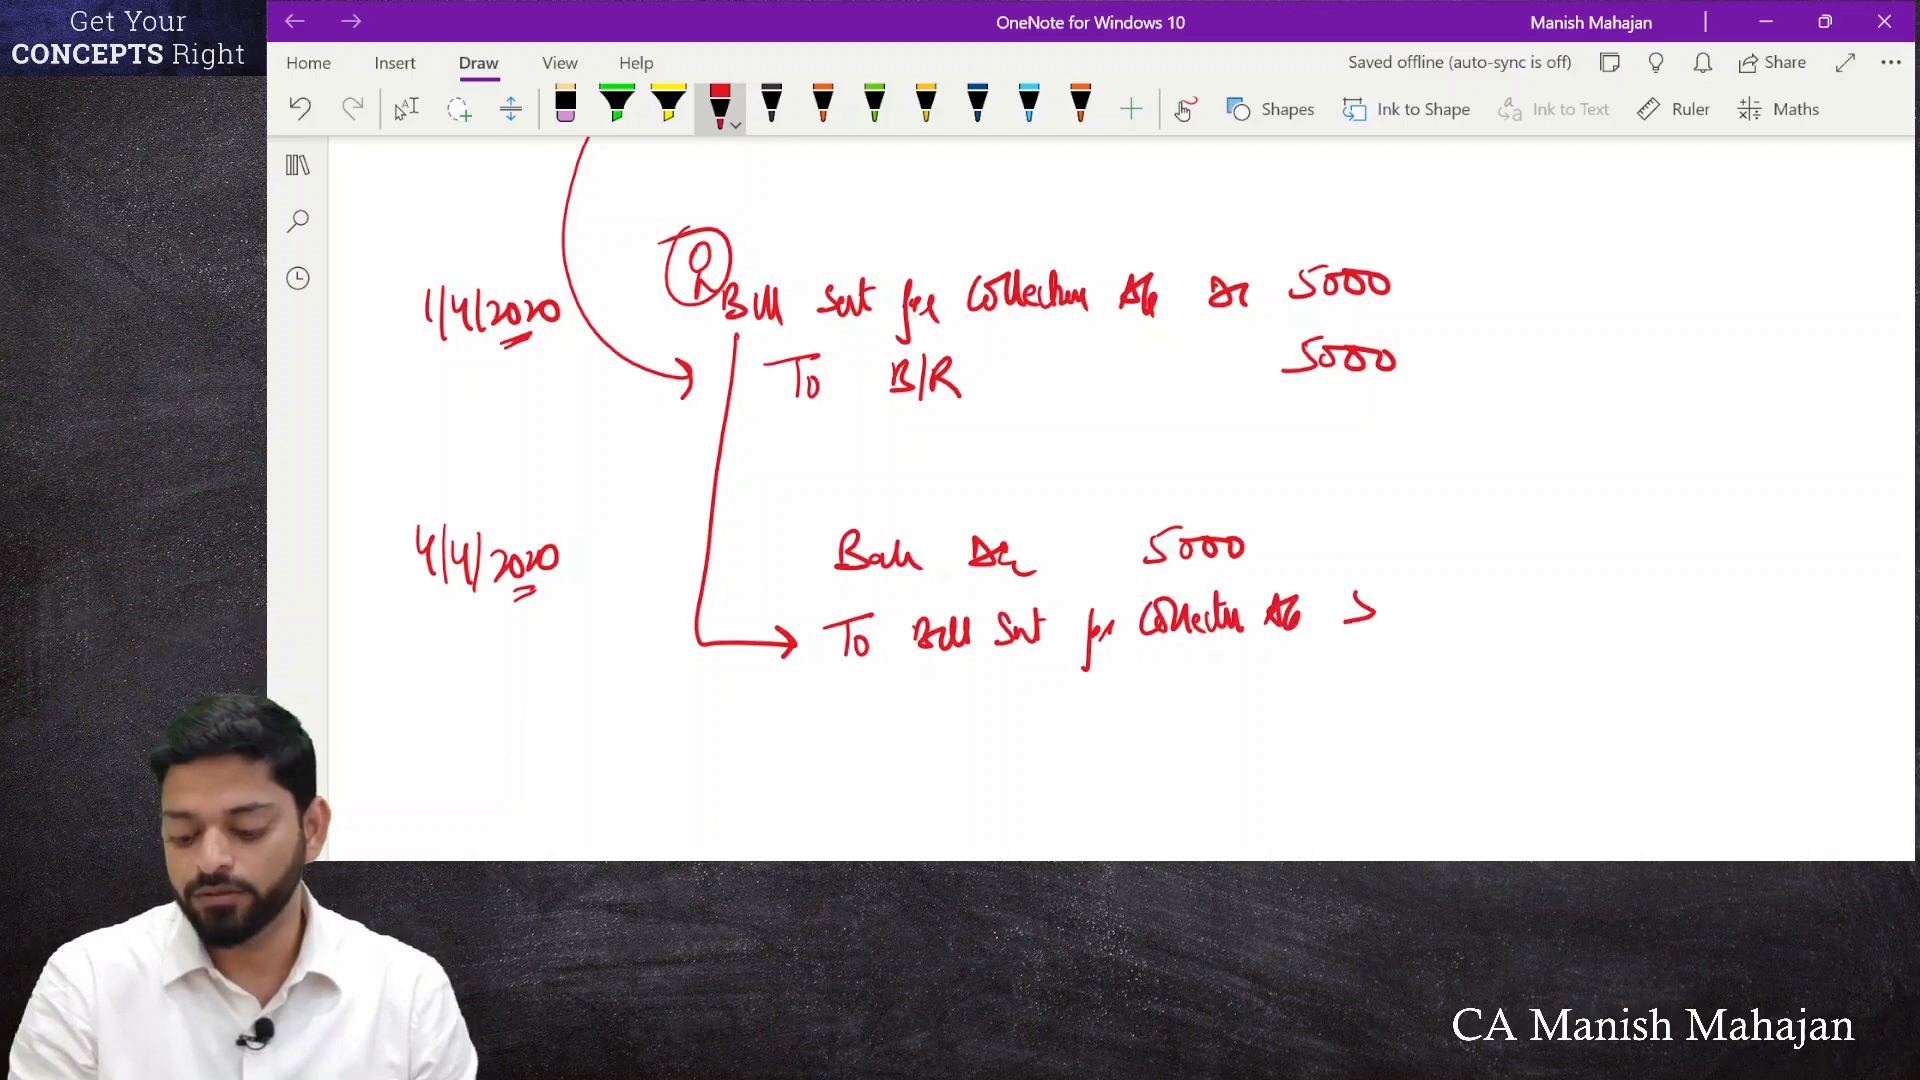 Get Your
CONCEPTS Right
OneNote for Windows 10
Manish Mahajan
Home Insert Draw View Help
Saved offline (auto-sync is off)
Share
Shapes
Ink to Shape
Ink to Text
Ruler
Maths
1/4/2020 Bill Sent for Collection A/c Dr 5000
To B/R 5000
4/4/2020 Bank Dr 5000
To Bill Sent for Collection A/c
CA Manish Mahajan